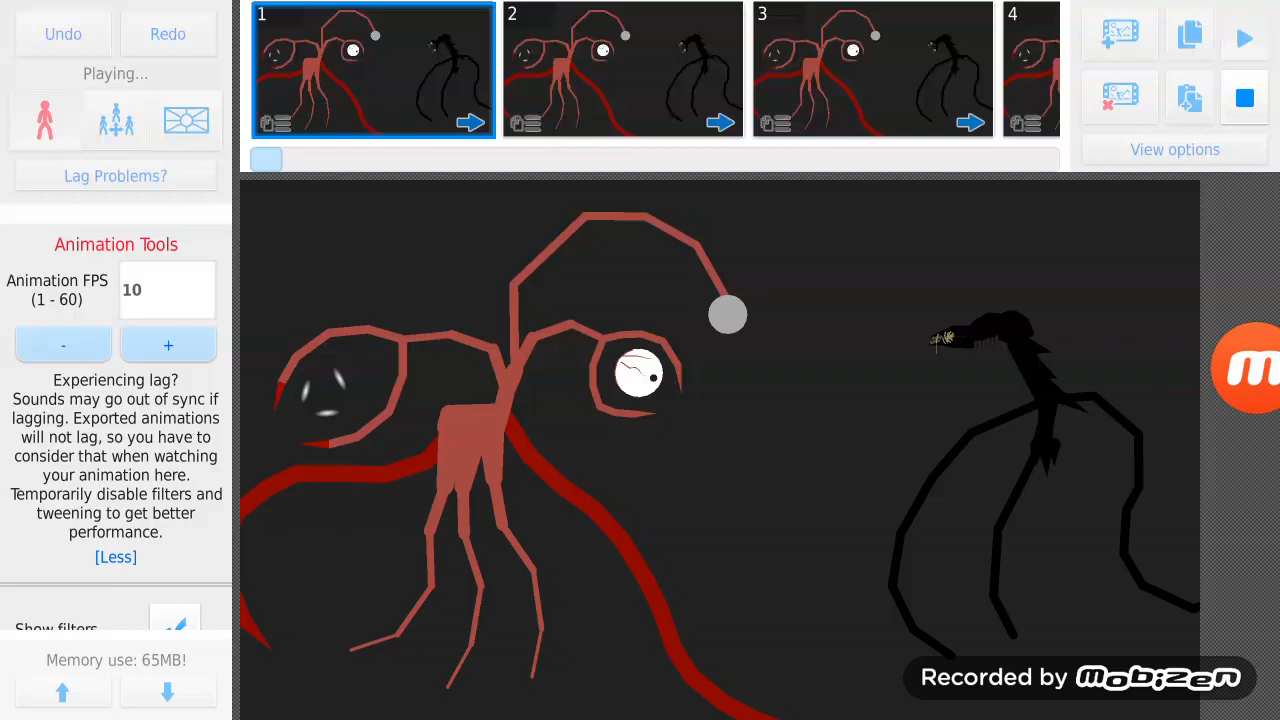 Undo
Redo
Playing...
Lag Problems?
Animation Tools
Animation FPS
(1 - 60)
10
-
+
Experiencing lag?
Sounds may go out of sync if
lagging. Exported animations
will not lag, so you have to
consider that when watching
your animation here.
Temporarily disable filters and
tweening to get better
performance.
[Less]
Show filters
Memory use: 65MB!
1
2
3
4
View options
m
Recorded by mobizen